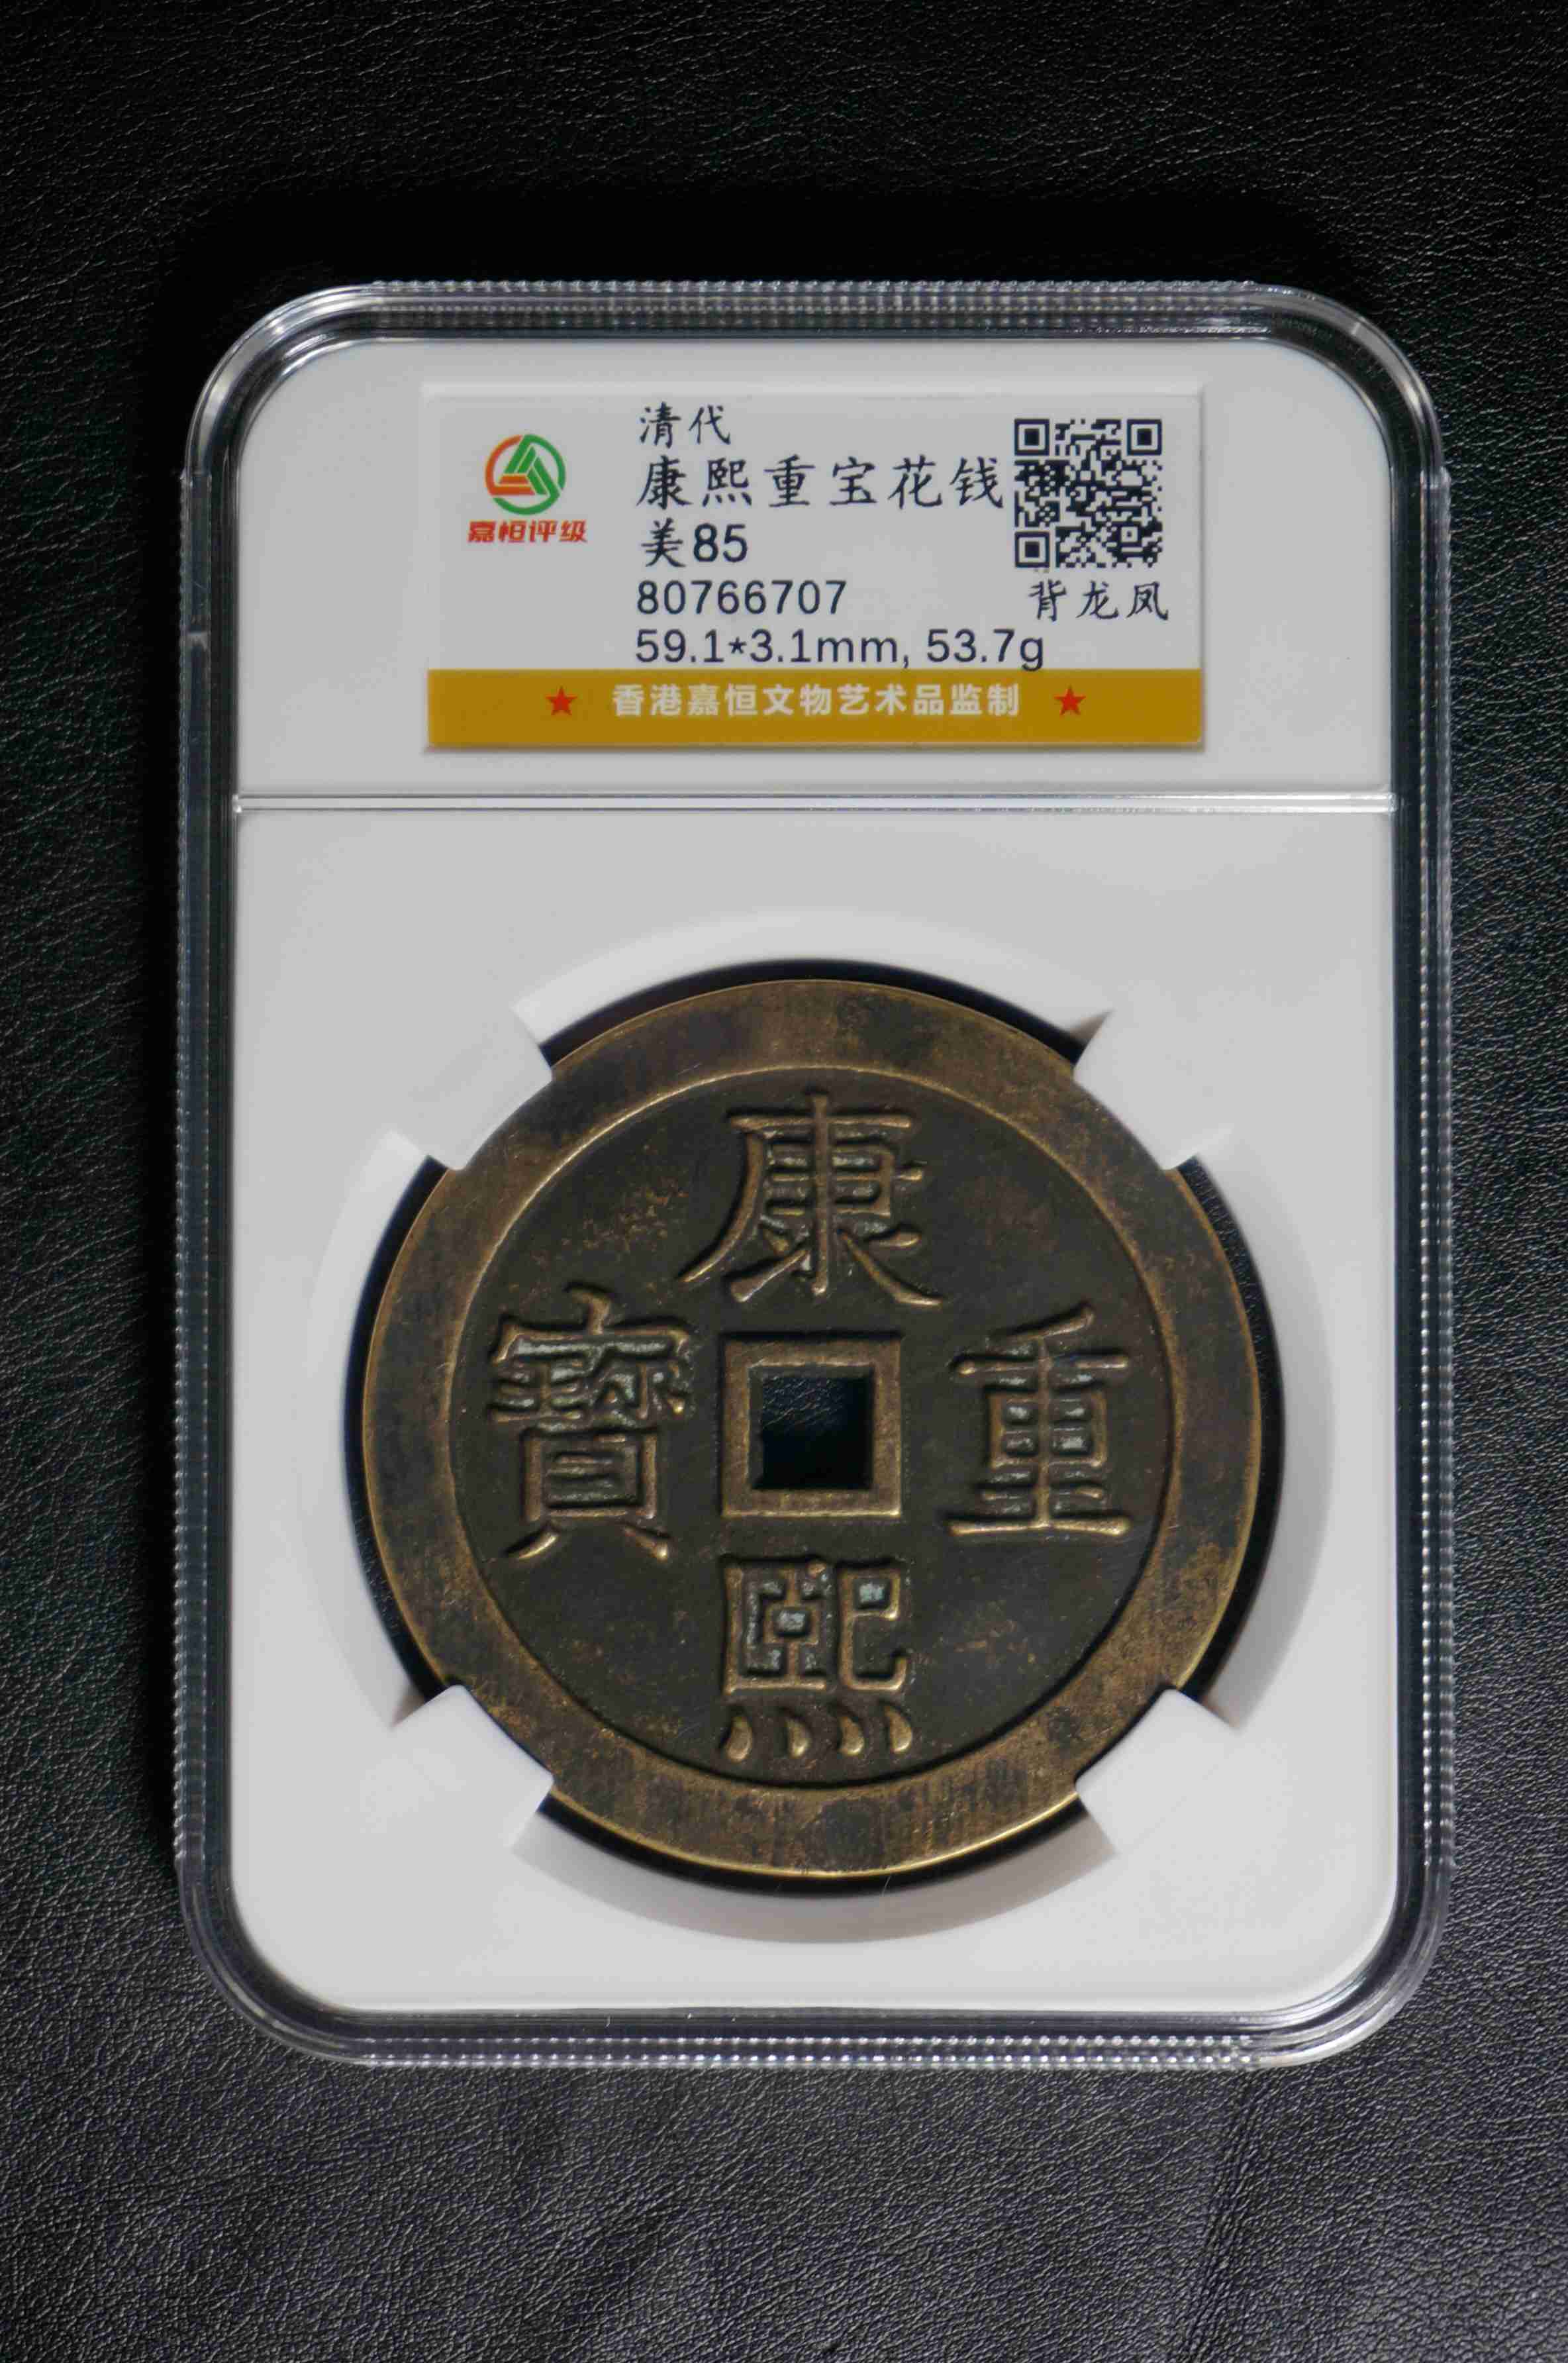 清代
康熙重宝花钱
美85
80766707
背龙凤
59.1*3.1mm, 53.7g
嘉恒评级
★ 香港嘉恒文物艺术品监制 ★
康
熙
重
寶